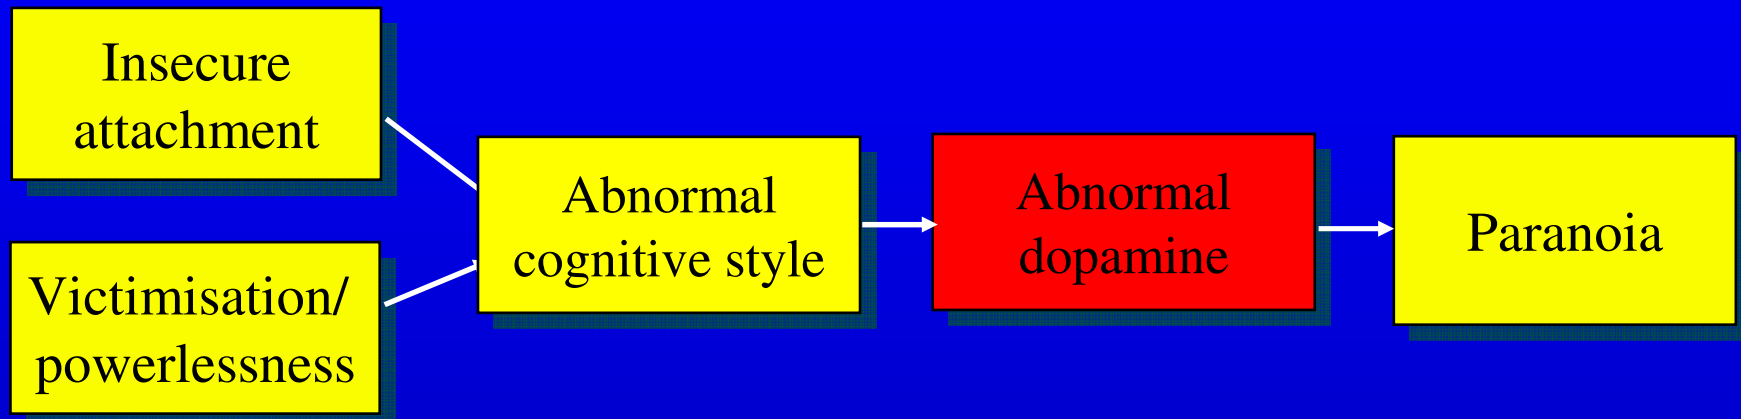 Insecure
attachment
Victimisation/
powerlessness
Abnormal
cognitive style
Abnormal
dopamine
Paranoia